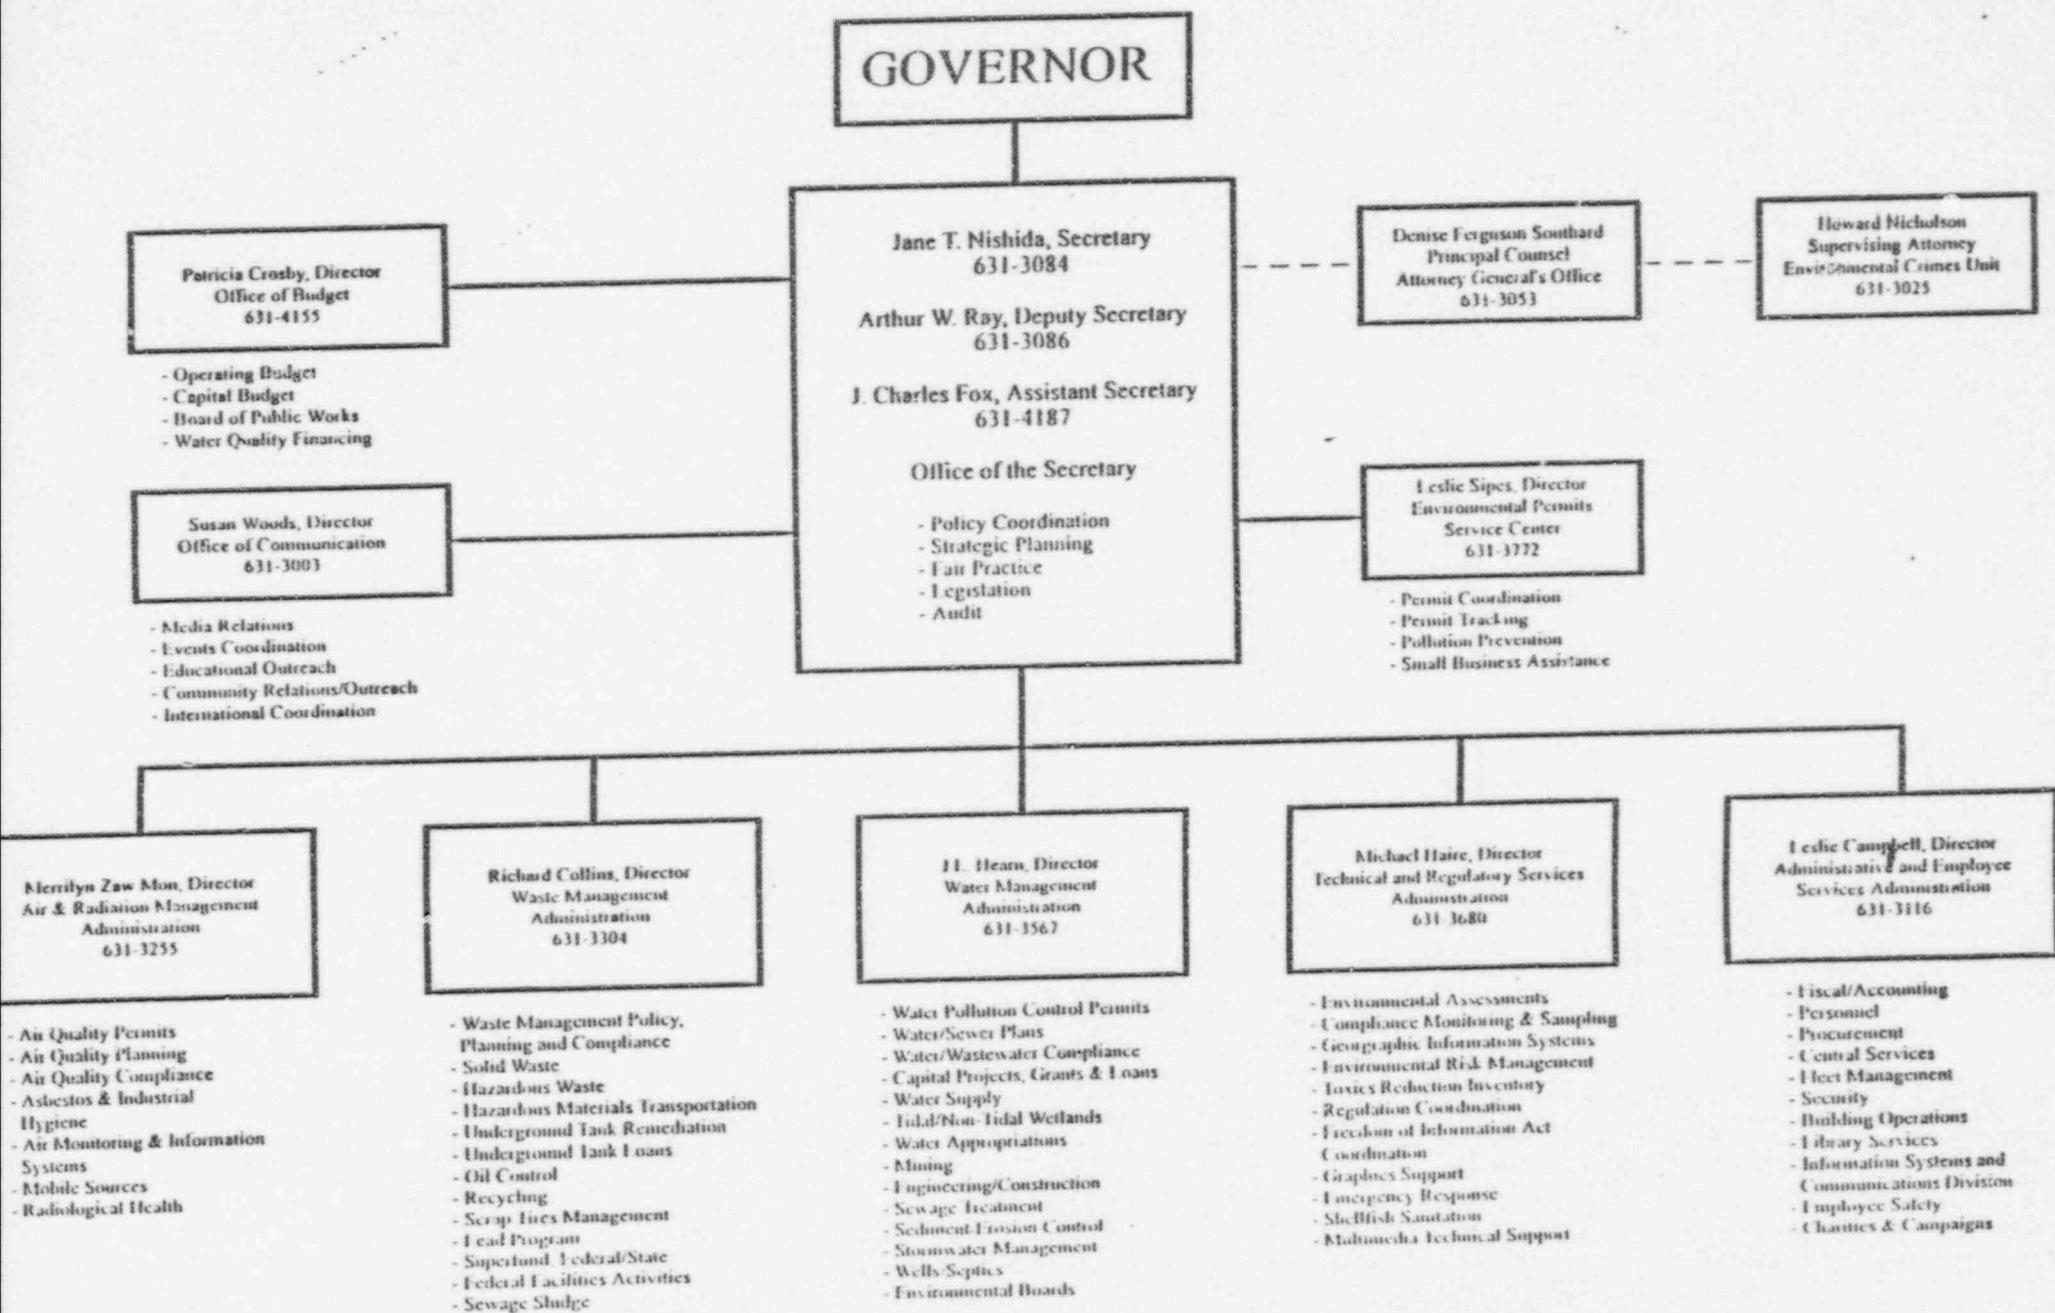 GOVERNOR
Jane T. Nishida, Secretary
631-3084
Arthur W. Ray, Deputy Secretary
631-3086
J. Charles Fox, Assistant Secretary
631-4187
Office of the Secretary
- Policy Coordination
- Strategic Planning
- Fair Practice
- Legislation
- Audit
Patricia Crosby, Director
Office of Budget
631-4155
- Operating Budget
- Capital Budget
- Board of Public Works
- Water Quality Financing
Susan Woods, Director
Office of Communication
631-3003
- Media Relations
- Events Coordination
- Educational Outreach
- Community Relations/Outreach
- International Coordination
Denise Ferguson Southard
Principal Counsel
Attorney General's Office
631-3053
Howard Nicholson
Supervising Attorney
Environmental Crimes Unit
631-3025
Leslie Sipes, Director
Environmental Permits
Service Center
631-3772
- Permit Coordination
- Permit Tracking
- Pollution Prevention
- Small Business Assistance
Merrilyn Zaw Mon, Director
Air & Radiation Management
Administration
631-3255
- Air Quality Permits
- Air Quality Planning
- Air Quality Compliance
- Asbestos & Industrial
Hygiene
- Air Monitoring & Information
Systems
- Mobile Sources
- Radiological Health
Richard Collins, Director
Waste Management
Administration
631-3304
- Waste Management Policy,
Planning and Compliance
- Solid Waste
- Hazardous Waste
- Hazardous Materials Transportation
- Underground Tank Remediation
- Underground Tank Loans
- Oil Control
- Recycling
- Scrap Tires Management
- Lead Program
- Superfund Federal/State
- Federal Facilities Activities
- Sewage Sludge
Hearn, Director
Water Management
Administration
631-3567
- Water Pollution Control Permits
- Water/Sewer Plans
- Water/Wastewater Compliance
- Capital Projects, Grants & Loans
- Water Supply
- Tidal/Non-Tidal Wetlands
- Water Appropriations
- Mining
- Engineering/Construction
- Sewage Treatment
- Sediment Erosion Control
- Stormwater Management
- Wells Septics
- Environmental Boards
Michael Haire, Director
Technical and Regulatory Services
Administration
631-3680
- Environmental Assessments
- Compliance Monitoring & Sampling
- Georgraphic Information Systems
- Environmental Risk Management
- Toxics Reduction Inventory
- Regulation Coordination
- Freedom of Information Act
Coordination
- Graphics Support
- Emergency Response
- Shellfish Sanitation
- Multimedia Technical Support
Leslie Campbell, Director
Administrative and Employee
Services Administration
631-3116
- Fiscal/Accounting
- Personnel
- Procurement
- Central Services
- Fleet Management
- Security
- Building Operations
- Library Services
- Information Systems and
Communications Division
- Employee Safety
- Charities & Campaigns